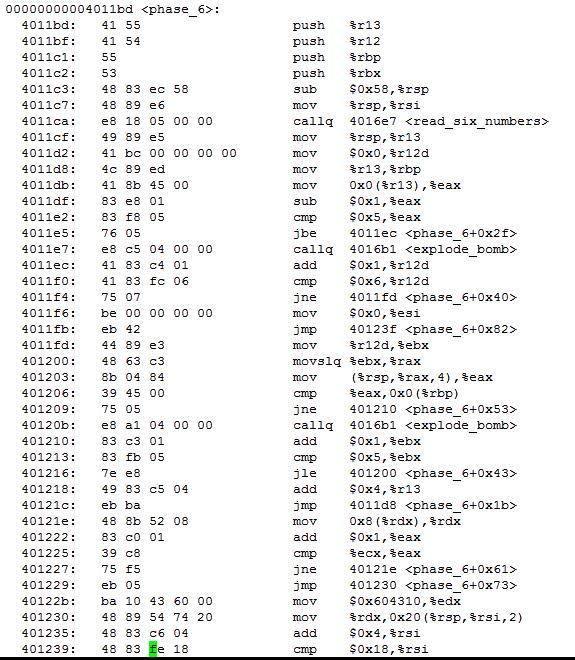 00000000004011bd <phase_6>:
4011bd: 41 55 push %r13
4011bf: 41 54 push %r12
4011c1: 55 push %rbp
4011c2: 53 push %rbx
4011c3: 48 83 ec 58 sub $0x58,%rsp
4011c7: 48 89 e6 mov %rsp,%rsi
4011ca: e8 18 05 00 00 callq 4016e7 <read_six_numbers>
4011cf: 49 89 e5 mov %rsp,%r13
4011d2: 41 bc 00 00 00 00 mov $0x0,%r12d
4011d8: 4c 89 ed mov %r13,%rbp
4011db: 41 8b 45 00 mov 0x0(%r13),%eax
4011df: 83 e8 01 sub $0x1,%eax
4011e2: 83 f8 05 cmp $0x5,%eax
4011e5: 76 05 jbe 4011ec <phase_6+0x2f>
4011e7: e8 c5 04 00 00 callq 4016b1 <explode_bomb>
4011ec: 41 83 c4 01 add $0x1,%r12d
4011f0: 41 83 fc 06 cmp $0x6,%r12d
4011f4: 75 07 jne 4011fd <phase_6+0x40>
4011f6: be 00 00 00 00 mov $0x0,%esi
4011fb: eb 42 jmp 40123f <phase_6+0x82>
4011fd: 44 89 e3 mov %r12d,%ebx
401200: 48 63 c3 movslq %ebx,%rax
401203: 8b 04 84 mov (%rsp,%rax,4),%eax
401206: 39 45 00 cmp %eax,0x0(%rbp)
401209: 75 05 jne 401210 <phase_6+0x53>
40120b: e8 a1 04 00 00 callq 4016b1 <explode_bomb>
401210: 83 c3 01 add $0x1,%ebx
401213: 83 fb 05 cmp $0x5,%ebx
401216: 7e e8 jle 401200 <phase_6+0x43>
401218: 49 83 c5 04 add $0x4,%r13
40121c: eb ba jmp 4011d8 <phase_6+0x1b>
40121e: 48 8b 52 08 mov 0x8(%rdx),%rdx
401222: 83 c0 01 add $0x1,%eax
401225: 39 c8 cmp %ecx,%eax
401227: 75 f5 jne 40121e <phase_6+0x61>
401229: eb 05 jmp 401230 <phase_6+0x73>
40122b: ba 10 43 60 00 mov $0x604310,%edx
401230: 48 89 54 74 20 mov %rdx,0x20(%rsp,%rsi,2)
401235: 48 83 c6 04 add $0x4,%rsi
401239: 48 83 fe 18 cmp $0x18,%rsi